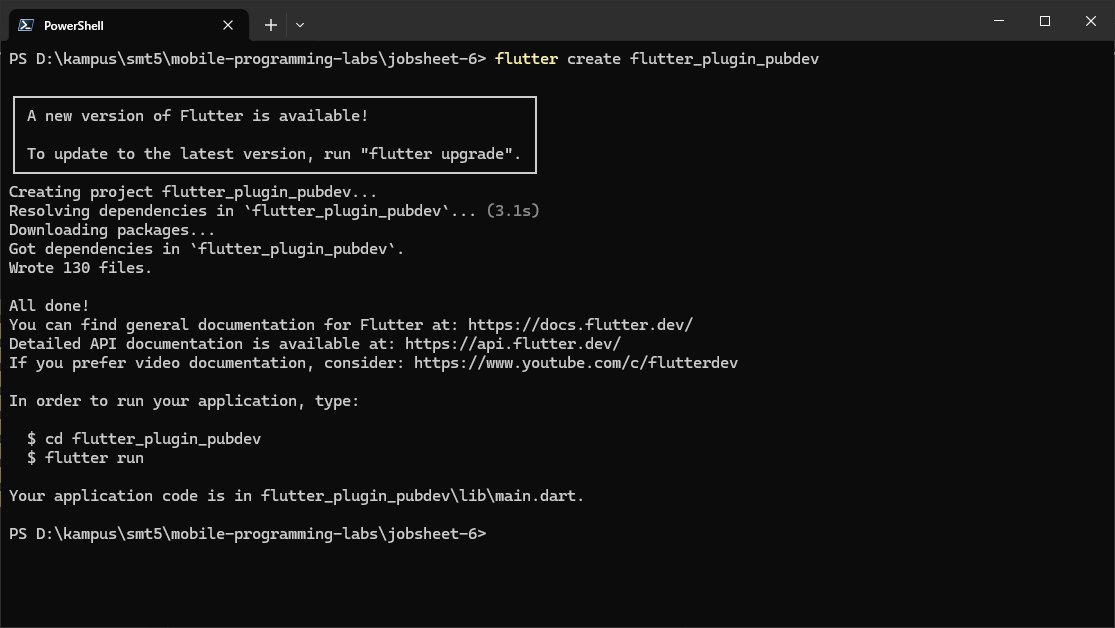 PowerShell
PS D:\kampus\smt5\mobile-programming-labs\jobsheet-6> flutter create flutter_plugin_pubdev
A new version of Flutter is available!
To update to the latest version, run "flutter upgrade".
Creating project flutter_plugin_pubdev...
Resolving dependencies in `flutter_plugin_pubdev`... (3.1s)
Downloading packages...
Got dependencies in `flutter_plugin_pubdev`.
Wrote 130 files.
All done!
You can find general documentation for Flutter at: https://docs.flutter.dev/
Detailed API documentation is available at: https://api.flutter.dev/
If you prefer video documentation, consider: https://www.youtube.com/c/flutterdev
In order to run your application, type:
$ cd flutter_plugin_pubdev
$ flutter run
Your application code is in flutter_plugin_pubdev\lib\main.dart.
PS D:\kampus\smt5\mobile-programming-labs\jobsheet-6>